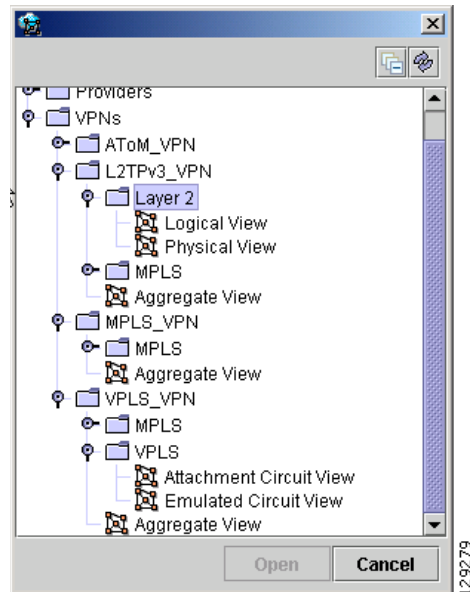 Providers
VPNs
AToM_VPN
L2TPv3_VPN
Layer 2
Logical View
Physical View
MPLS
Aggregate View
MPLS_VPN
MPLS
Aggregate View
VPLS_VPN
MPLS
VPLS
Attachment Circuit View
Emulated Circuit View
Aggregate View
Open
Cancel
129279